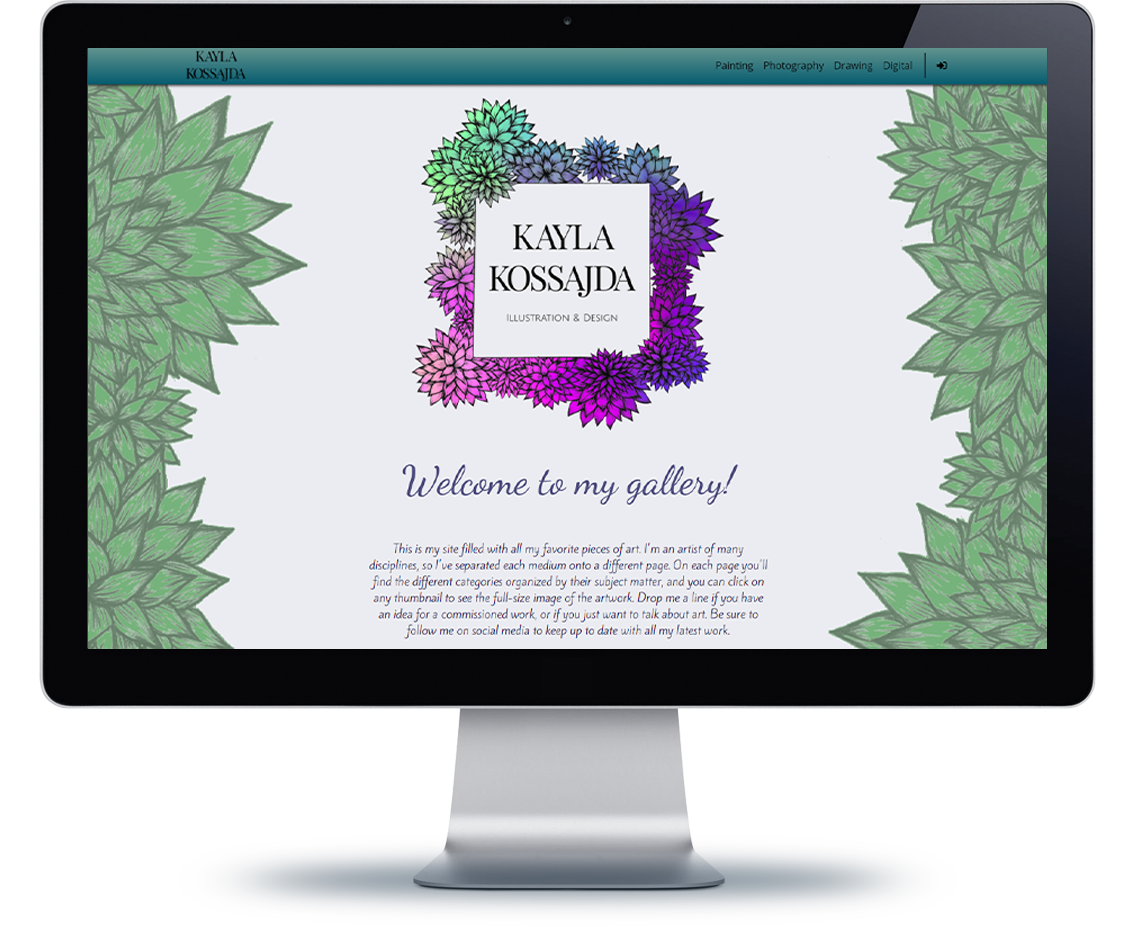 KAYLA
KOSSAJDA
Painting Photography Drawing Digital
KAYLA
KOSSAJDA
ILLUSTRATION & DESIGN
Welcome to my gallery!
This is my site filled with all my favorite pieces of art. I'm an artist of many
disciplines, so I've separated each medium onto a different page. On each page you'll
find the different categories organized by their subject matter, and you can click on
any thumbnail to see the full-size image of the artwork. Drop me a line if you have
an idea for a commissioned work, or if you just want to talk about art. Be sure to
follow me on social media to keep up to date with all my latest work.